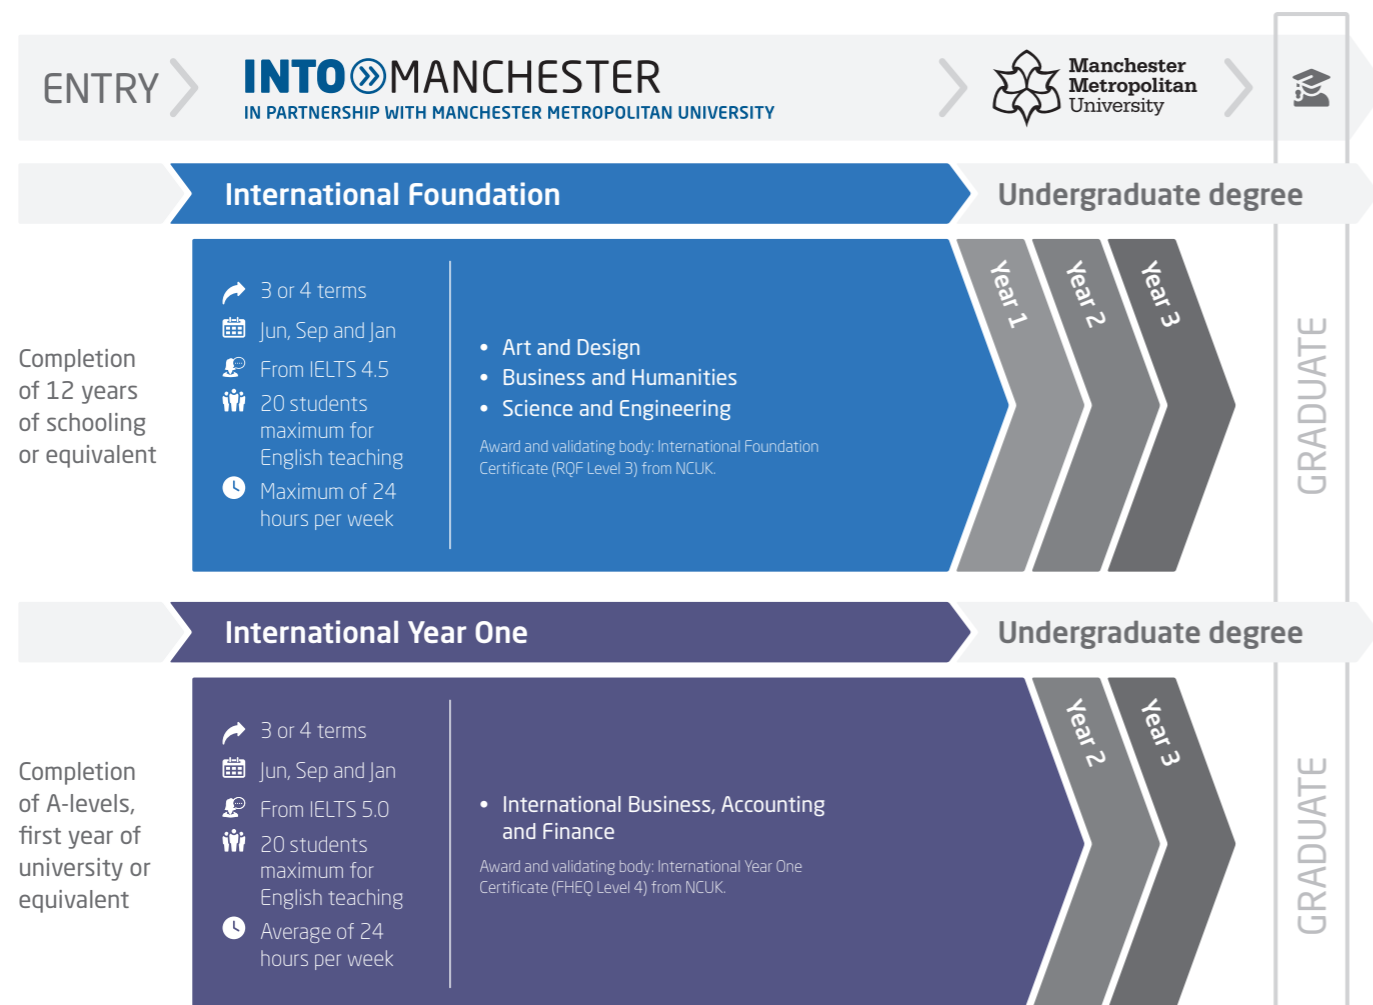 ENTRY
INTO MANCHESTER
IN PARTNERSHIP WITH MANCHESTER METROPOLITAN UNIVERSITY
Manchester
Metropolitan
University
International Foundation
Undergraduate degree
Completion
of 12 years
of schooling
or equivalent
3 or 4 terms
Jun, Sep and Jan
From IELTS 4.5
20 students
maximum for
English teaching
Maximum of 24
hours per week
• Art and Design
• Business and Humanities
• Science and Engineering
Award and validating body: International Foundation
Certificate (RQF Level 3) from NCUK.
Year 1
Year 2
Year 3
GRADUATE
International Year One
Undergraduate degree
Completion
of A-levels,
first year of
university or
equivalent
3 or 4 terms
Jun, Sep and Jan
From IELTS 5.0
20 students
maximum for
English teaching
Average of 24
hours per week
• International Business, Accounting
and Finance
Award and validating body: International Year One
Certificate (FHEQ Level 4) from NCUK.
Year 2
Year 3
GRADUATE